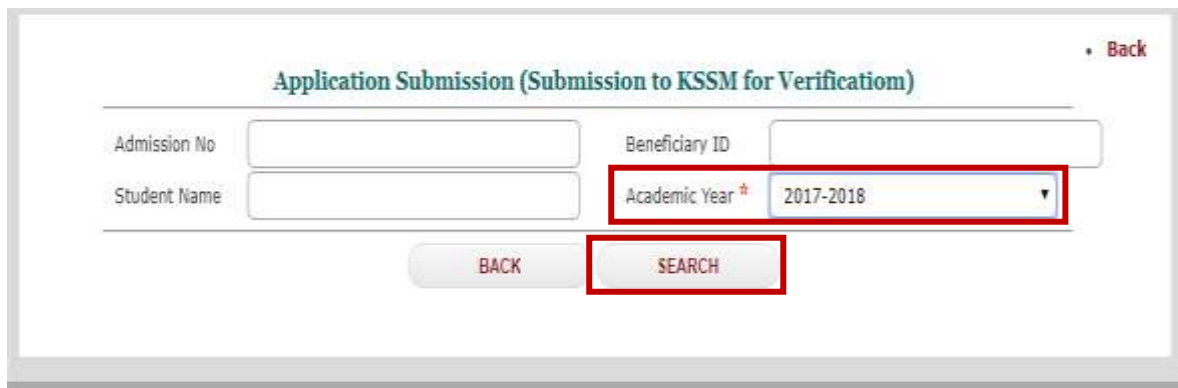 • Back
Application Submission (Submission to KSSM for Verificatiom)
Admission No Beneficiary ID
Student Name Academic Year * 2017-2018
BACK SEARCH